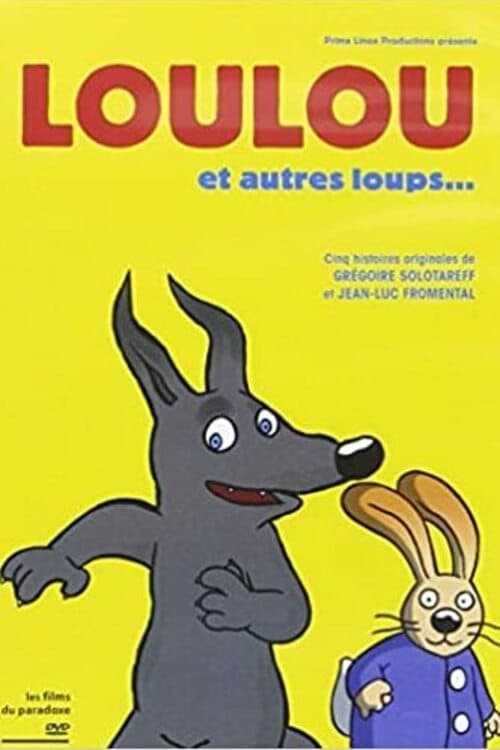 Prima Linea Productions présente
LOULOU
et autres loups...
Cinq histoires originales de
GRÉGOIRE SOLOTAREFF
et JEAN-LUC FROMENTAL
les films
du paradoxe
DVD